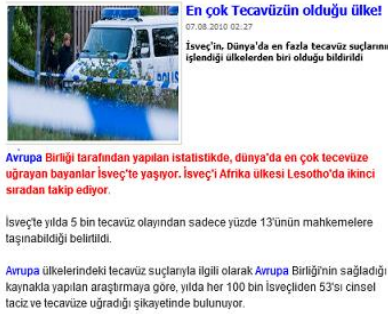 En çok Tecavüzün olduğu ülke!
07.08.2010 02:27
İsveç'in, Dünya'da en fazla tecavüz suçlarını
işlendiği ülkelerden biri olduğu bildirildi
POLIS
Avrupa Birliği tarafından yapılan istatistikde, dünya'da en çok tecevüze
uğrayan bayanlar İsveç'te yaşıyor. İsveç'i Afrika ülkesi Lesotho'da ikinci
sıradan takip ediyor.
İsveç'te yılda 5 bin tecavüz olayından sadece yüzde 13'ünün mahkemelere
taşınabildiği belirtildi.
Avrupa ülkelerindeki tecavüz suçlarıyla ilgili olarak Avrupa Birliği'nin sağladığı
kaynakla yapılan araştırmaya göre, yılda her 100 bin İsveçliden 53'sı cinsel
taciz ve tecavüze uğradığı şikayetinde bulunuyor.